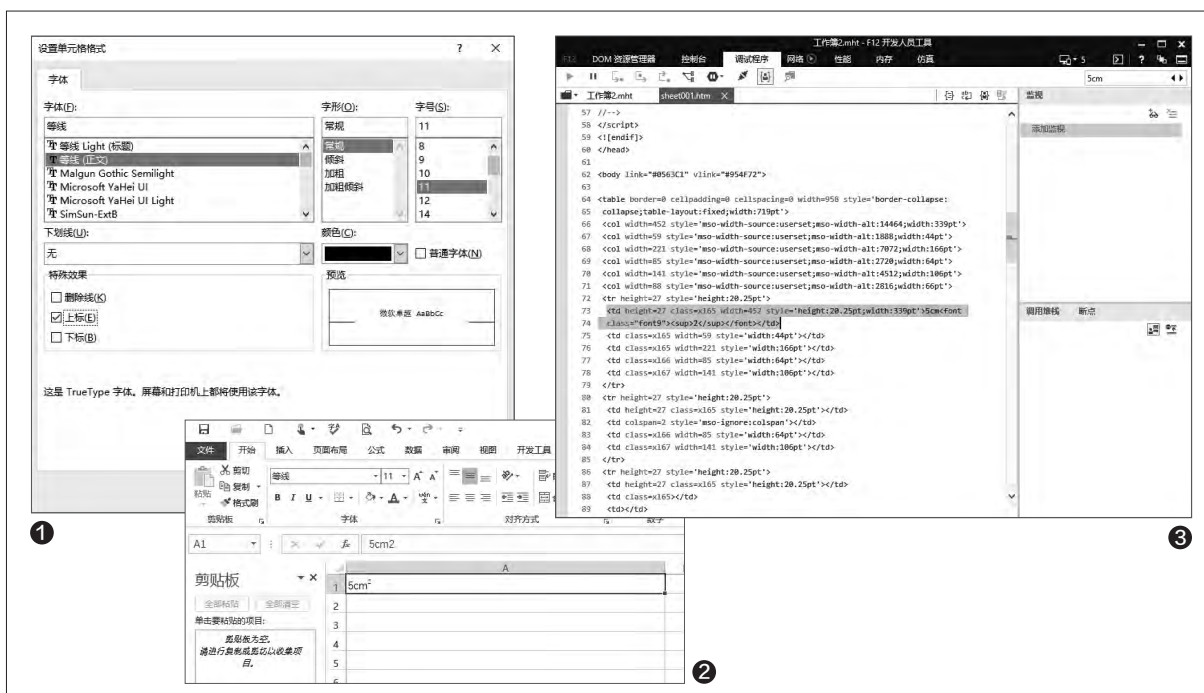 设置单元格格式
?
×
字体
字体(F):
字形(O):
字号(S):
等线
常规
11
等线 Light (标题)
等线 (正文)
Malgun Gothic Semilight
Microsoft YaHei UI
Microsoft YaHei UI Light
SimSun-ExtB
常规
倾斜
加粗
加粗倾斜
8
9
10
11
12
14
下划线(U):
颜色(C):
无
普通字体(N)
特殊效果
预览
删除线(K)
上标(E)
下标(B)
微软卓越 AaBbCc
这是 TrueType 字体。屏幕和打印机上都将使用该字体。
1
文件 开始 插入 页面布局 公式 数据 审阅 视图 开发工具
剪切
复制
格式刷
粘贴
等线 11
B I U
剪贴板 字体 对齐方式 数字
A1 fx 5cm2
剪贴板
全部粘贴 全部清空
单击要粘贴的项目:
剪贴板为空。
请进行复制或剪切以收集项
目。
A
1 5cm²
2
3
4
5
6
2
工作簿2.mht - F12 开发人员工具
F12 DOM 资源管理器 控制台 调试程序 网络 性能 内存 仿真 5 ?
5cm
工作簿2.mht sheet001.htm ×
监视
添加监视
调用堆栈 断点
57 //-->
58 </script>
59 <![endif]>
60 </head>
61
62 <body link="#0563C1" vlink="#954F72">
63
64 <table border=0 cellpadding=0 cellspacing=0 width=958 style='border-collapse:
65 collapse;table-layout:fixed;width:719pt'>
66 <col width=452 style='mso-width-source:userset;mso-width-alt:14464;width:339pt'>
67 <col width=59 style='mso-width-source:userset;mso-width-alt:1888;width:44pt'>
68 <col width=221 style='mso-width-source:userset;mso-width-alt:7072;width:166pt'>
69 <col width=85 style='mso-width-source:userset;mso-width-alt:2720;width:64pt'>
70 <col width=141 style='mso-width-source:userset;mso-width-alt:4512;width:106pt'>
71 <col width=88 style='mso-width-source:userset;mso-width-alt:2816;width:66pt'>
72 <tr height=27 style='height:20.25pt'>
73 <td height=27 class=xl65 width=452 style='height:20.25pt;width:339pt'>5cm<font
74 class="font9"><sup>2</sup></font></td>
75 <td class=xl65 width=59 style='width:44pt'></td>
76 <td class=xl65 width=221 style='width:166pt'></td>
77 <td class=xl66 width=85 style='width:64pt'></td>
78 <td class=xl67 width=141 style='width:106pt'></td>
79 </tr>
80 <tr height=27 style='height:20.25pt'>
81 <td height=27 class=xl65 style='height:20.25pt'></td>
82 <td colspan=2 style='mso-ignore:colspan'></td>
83 <td class=xl66 width=85 style='width:64pt'></td>
84 <td class=xl67 width=141 style='width:106pt'></td>
85 </tr>
86 <tr height=27 style='height:20.25pt'>
87 <td height=27 class=xl65 style='height:20.25pt'></td>
88 <td class=xl65></td>
89 <td></td>
3